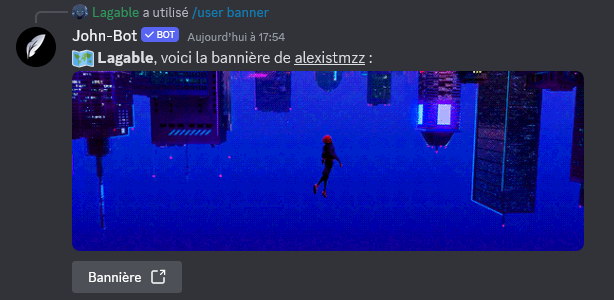 Lagable a utilisé /user banner
John-Bot BOT Aujourd'hui à 17:54
Lagable, voici la bannière de alexistmzz :
Bannière